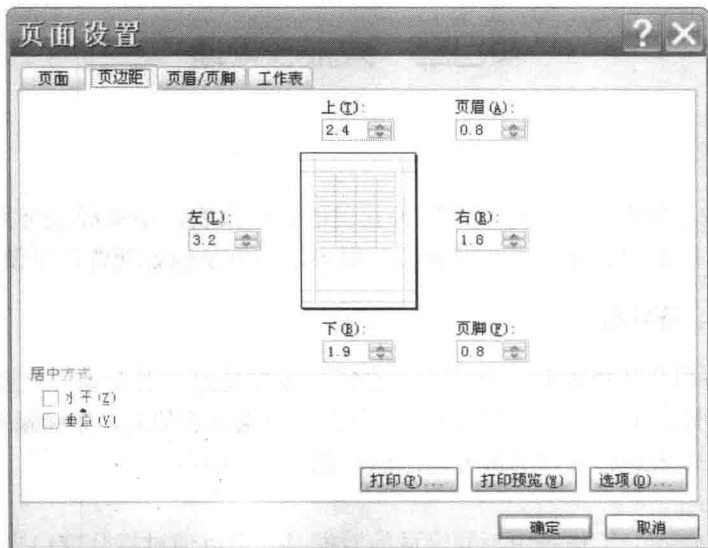 页面设置
页面 页边距 页眉/页脚 工作表
上(T): 页眉(A):
2.4 0.8
左(L): 右(R):
3.2 1.8
下(B): 页脚(F):
1.9 0.8
居中方式
水平(Z)
垂直(V)
打印(P)... 打印预览(W) 选项(O)...
确定 取消